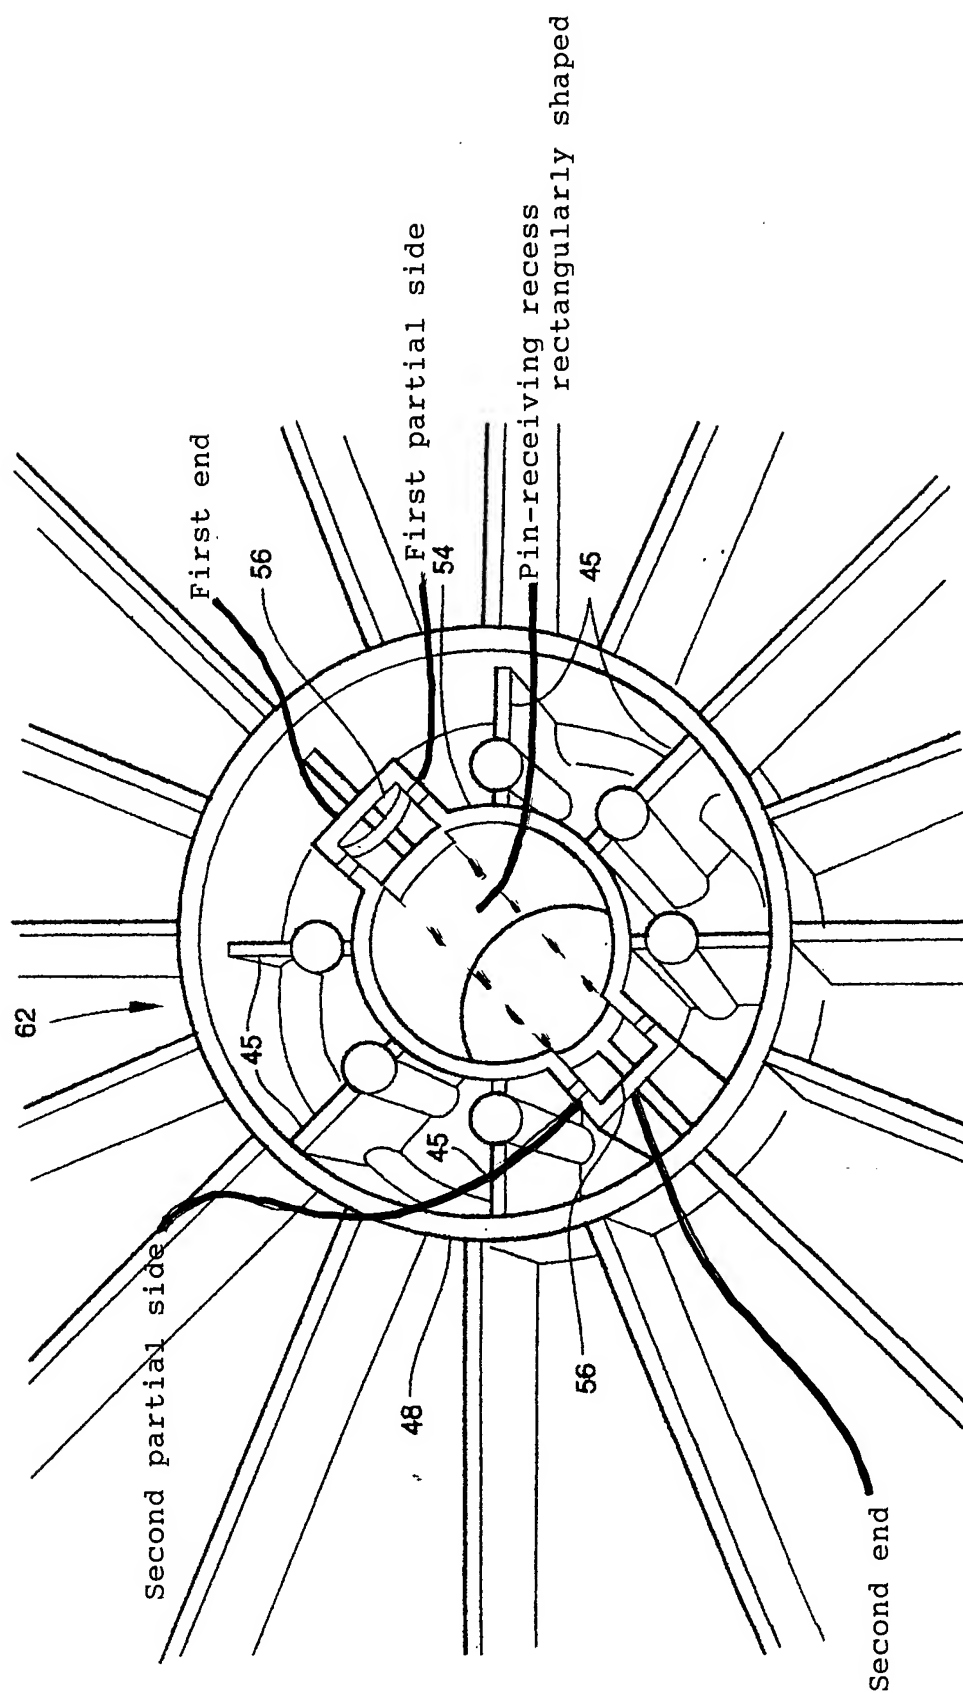 62
Second partial side
First end
45
56
48
First partial side
45
54
Pin-receiving recess
rectangularly shaped
56
45
Second end